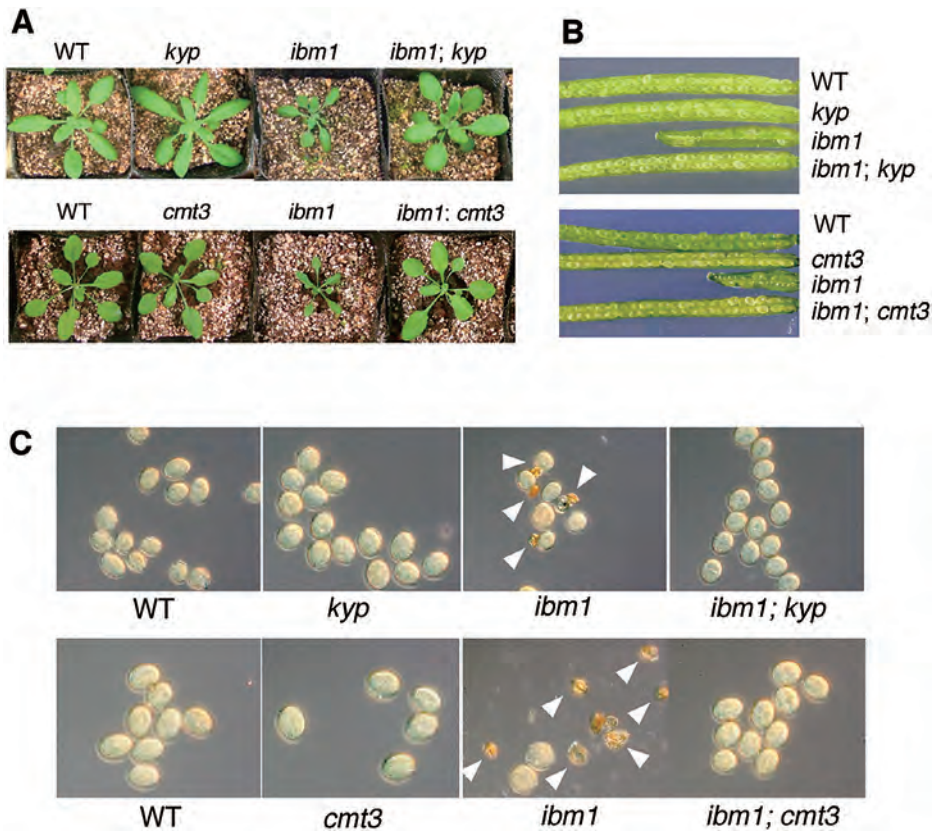 A
WT kyp ibm1 ibm1; kyp
WT cmt3 ibm1 ibm1: cmt3
B
WT
kyp
ibm1
ibm1; kyp
WT
cmt3
ibm1
ibm1; cmt3
C
WT kyp ibm1 ibm1; kyp
WT cmt3 ibm1 ibm1; cmt3